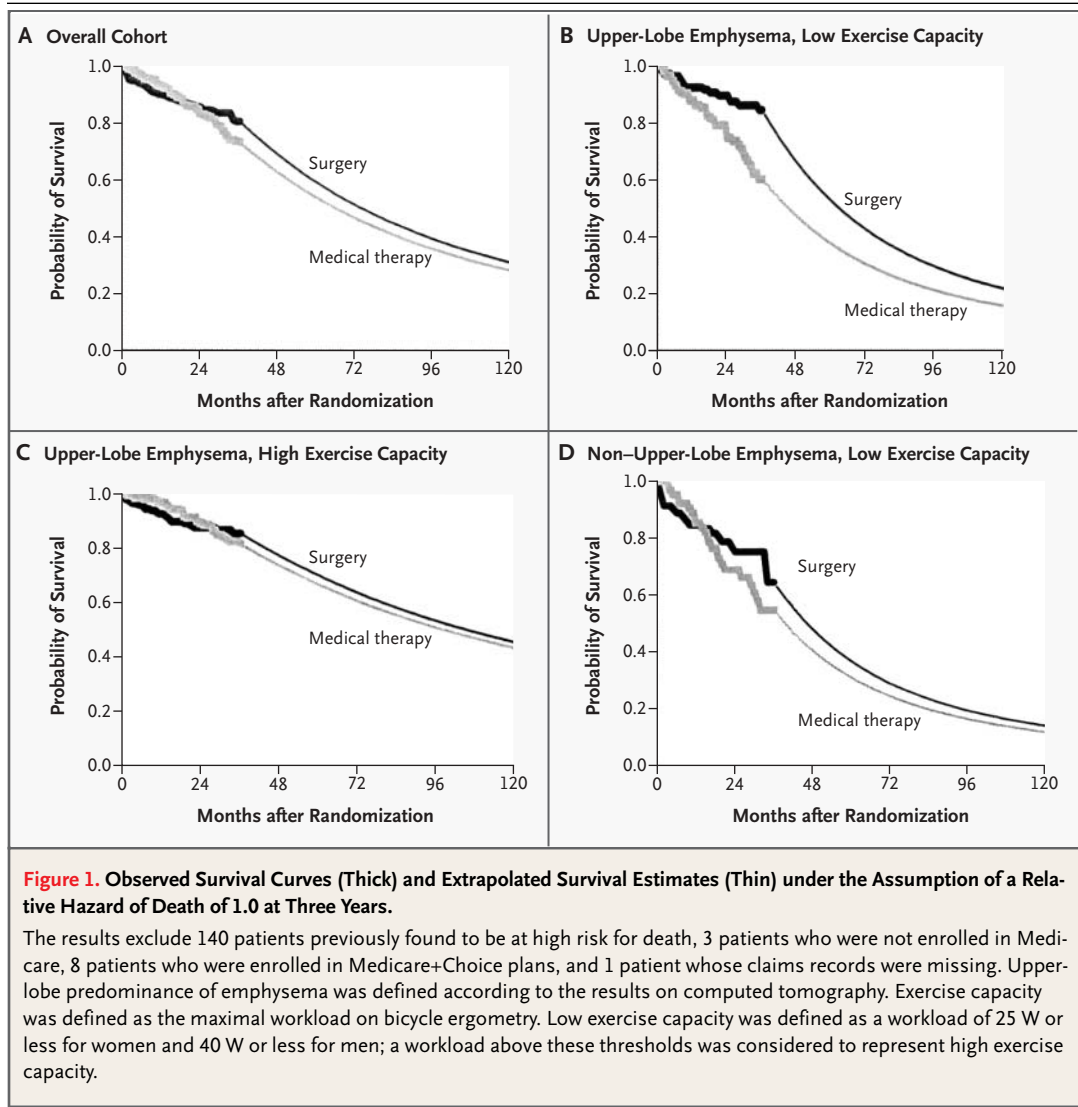 A Overall Cohort
1.0
0.8
0.6
0.4
0.2
0.0
Probability of Survival
Surgery
Medical therapy
0 24 48 72 96 120
Months after Randomization
B Upper-Lobe Emphysema, Low Exercise Capacity
1.0
0.8
0.6
0.4
0.2
0.0
Probability of Survival
Surgery
Medical therapy
0 24 48 72 96 120
Months after Randomization
C Upper-Lobe Emphysema, High Exercise Capacity
1.0
0.8
0.6
0.4
0.2
0.0
Probability of Survival
Surgery
Medical therapy
0 24 48 72 96 120
Months after Randomization
D Non–Upper-Lobe Emphysema, Low Exercise Capacity
1.0
0.8
0.6
0.4
0.2
0.0
Probability of Survival
Surgery
Medical therapy
0 24 48 72 96 120
Months after Randomization
Figure 1. Observed Survival Curves (Thick) and Extrapolated Survival Estimates (Thin) under the Assumption of a Rela-
tive Hazard of Death of 1.0 at Three Years.
The results exclude 140 patients previously found to be at high risk for death, 3 patients who were not enrolled in Medi-
care, 8 patients who were enrolled in Medicare+Choice plans, and 1 patient whose claims records were missing. Upper-
lobe predominance of emphysema was defined according to the results on computed tomography. Exercise capacity
was defined as the maximal workload on bicycle ergometry. Low exercise capacity was defined as a workload of 25 W or
less for women and 40 W or less for men; a workload above these thresholds was considered to represent high exercise
capacity.